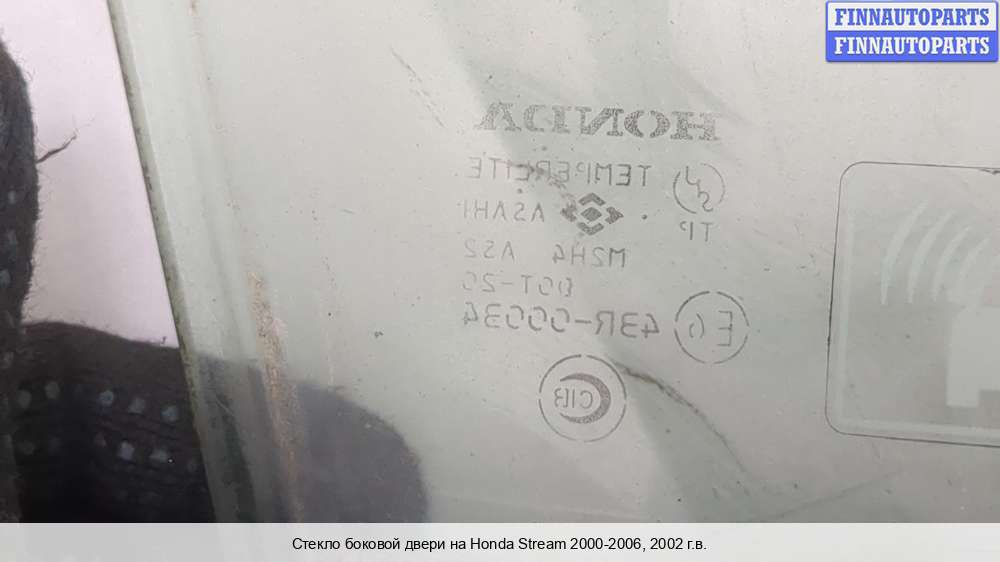 FINNAUTOPARTS
FINNAUTOPARTS
HONDA
TEMPERLITE
TP
ASAHI
M2H4 AS2
DOT-20
E6 43R-00034
Стекло боковой двери на Honda Stream 2000-2006, 2002 г.в.